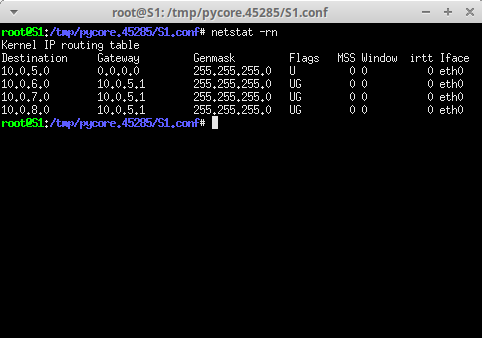 root@S1: /tmp/pycore.45285/S1.conf
root@S1:/tmp/pycore.45285/S1.conf# netstat -rn
Kernel IP routing table
Destination     Gateway         Genmask         Flags   MSS Window  irtt Iface
10.0.5.0        0.0.0.0         255.255.255.0   U         0 0          0 eth0
10.0.6.0        10.0.5.1        255.255.255.0   UG        0 0          0 eth0
10.0.7.0        10.0.5.1        255.255.255.0   UG        0 0          0 eth0
10.0.8.0        10.0.5.1        255.255.255.0   UG        0 0          0 eth0
root@S1:/tmp/pycore.45285/S1.conf#